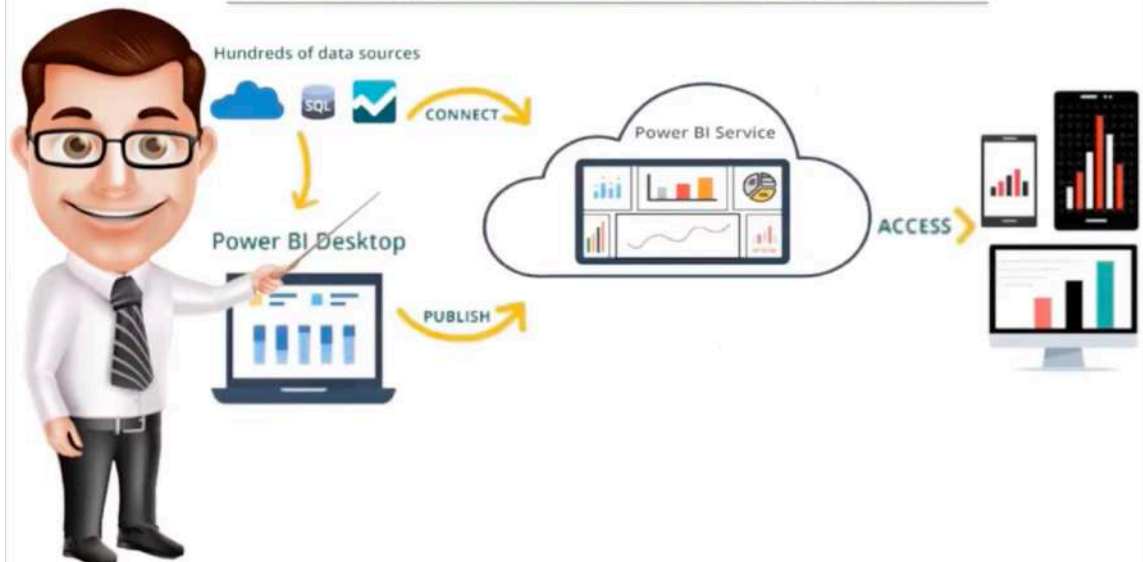 Hundreds of data sources
SQL
CONNECT
Power BI Service
ACCESS
Power BI Desktop
PUBLISH